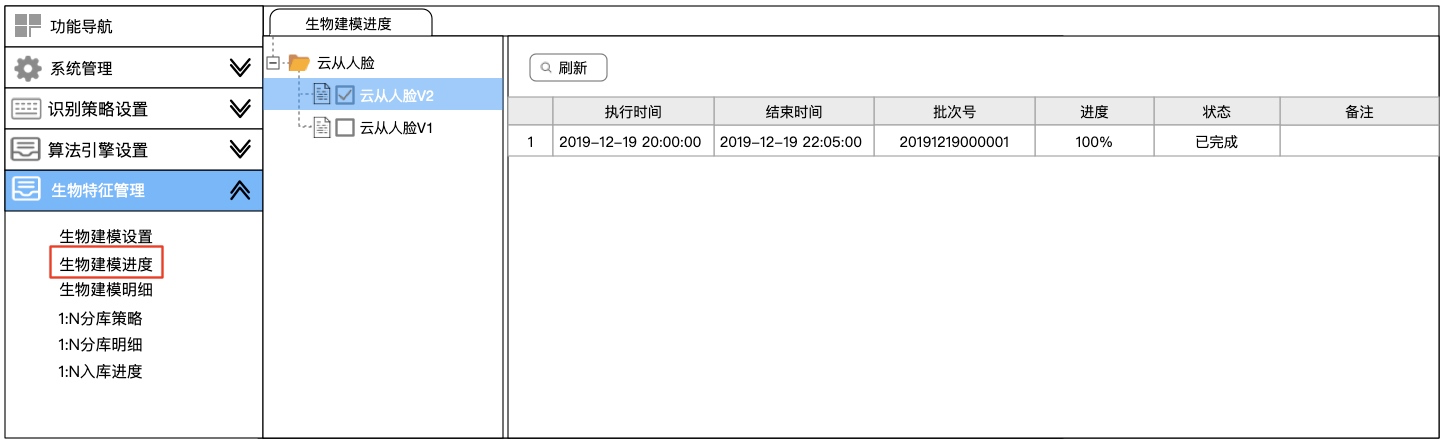 功能导航
系统管理
识别策略设置
算法引擎设置
生物特征管理
生物建模设置
生物建模进度
生物建模明细
1:N分库策略
1:N分库明细
1:N入库进度
生物建模进度
云从人脸
云从人脸V2
云从人脸V1
刷新
执行时间 结束时间 批次号 进度 状态 备注
1 2019-12-19 20:00:00 2019-12-19 22:05:00 20191219000001 100% 已完成